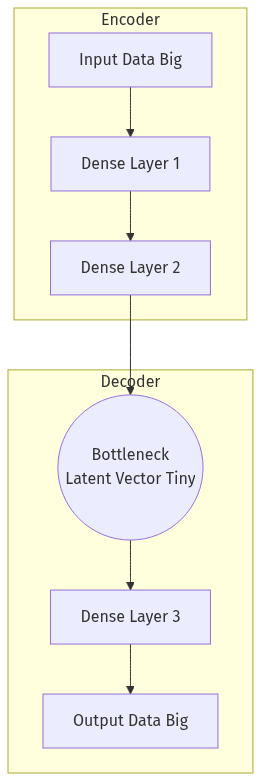 Encoder
Input Data Big
Dense Layer 1
Dense Layer 2
Decoder
Bottleneck
Latent Vector Tiny
Dense Layer 3
Output Data Big